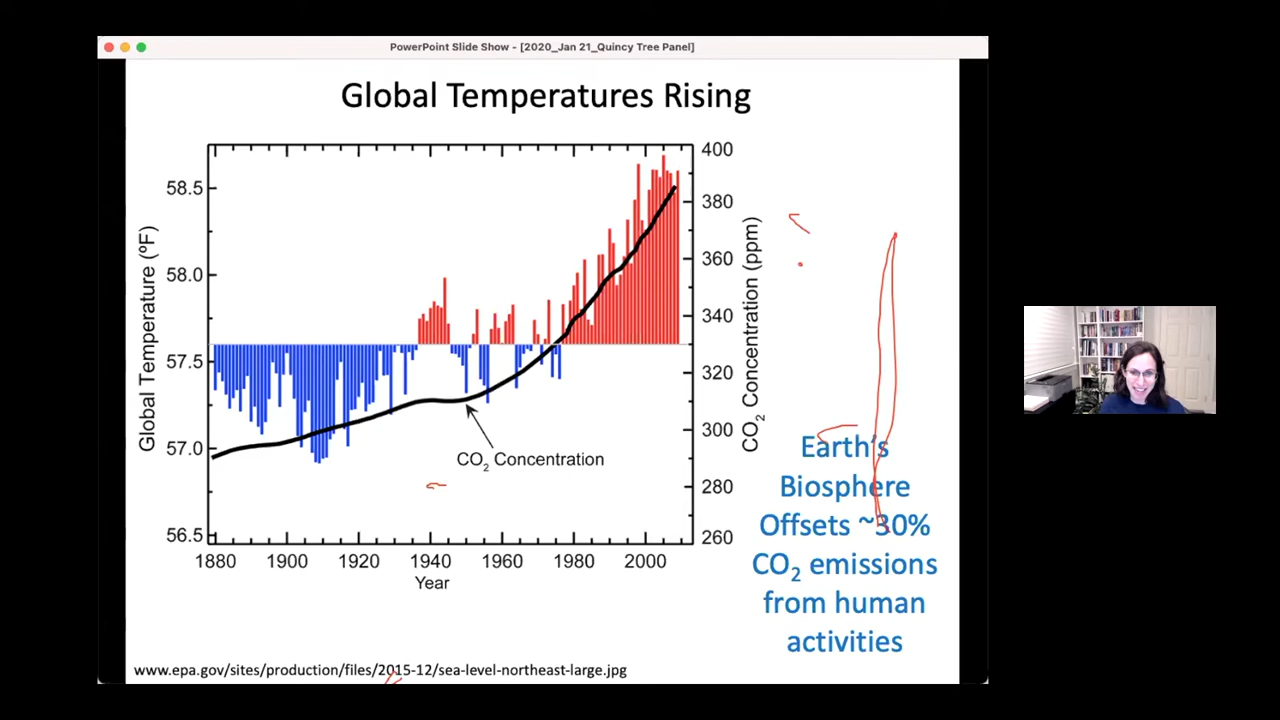 PowerPoint Slide Show - [2020_Jan 21_Quincy Tree Panel]
Global Temperatures Rising
Global Temperature (ºF)
58.5
58.0
57.5
57.0
56.5
400
380
360
340
320
300
280
260
CO2 Concentration (ppm)
CO2 Concentration
1880 1900 1920 1940 1960 1980 2000
Year
Earth's
Biosphere
Offsets ~30%
CO2 emissions
from human
activities
www.epa.gov/sites/production/files/2015-12/sea-level-northeast-large.jpg